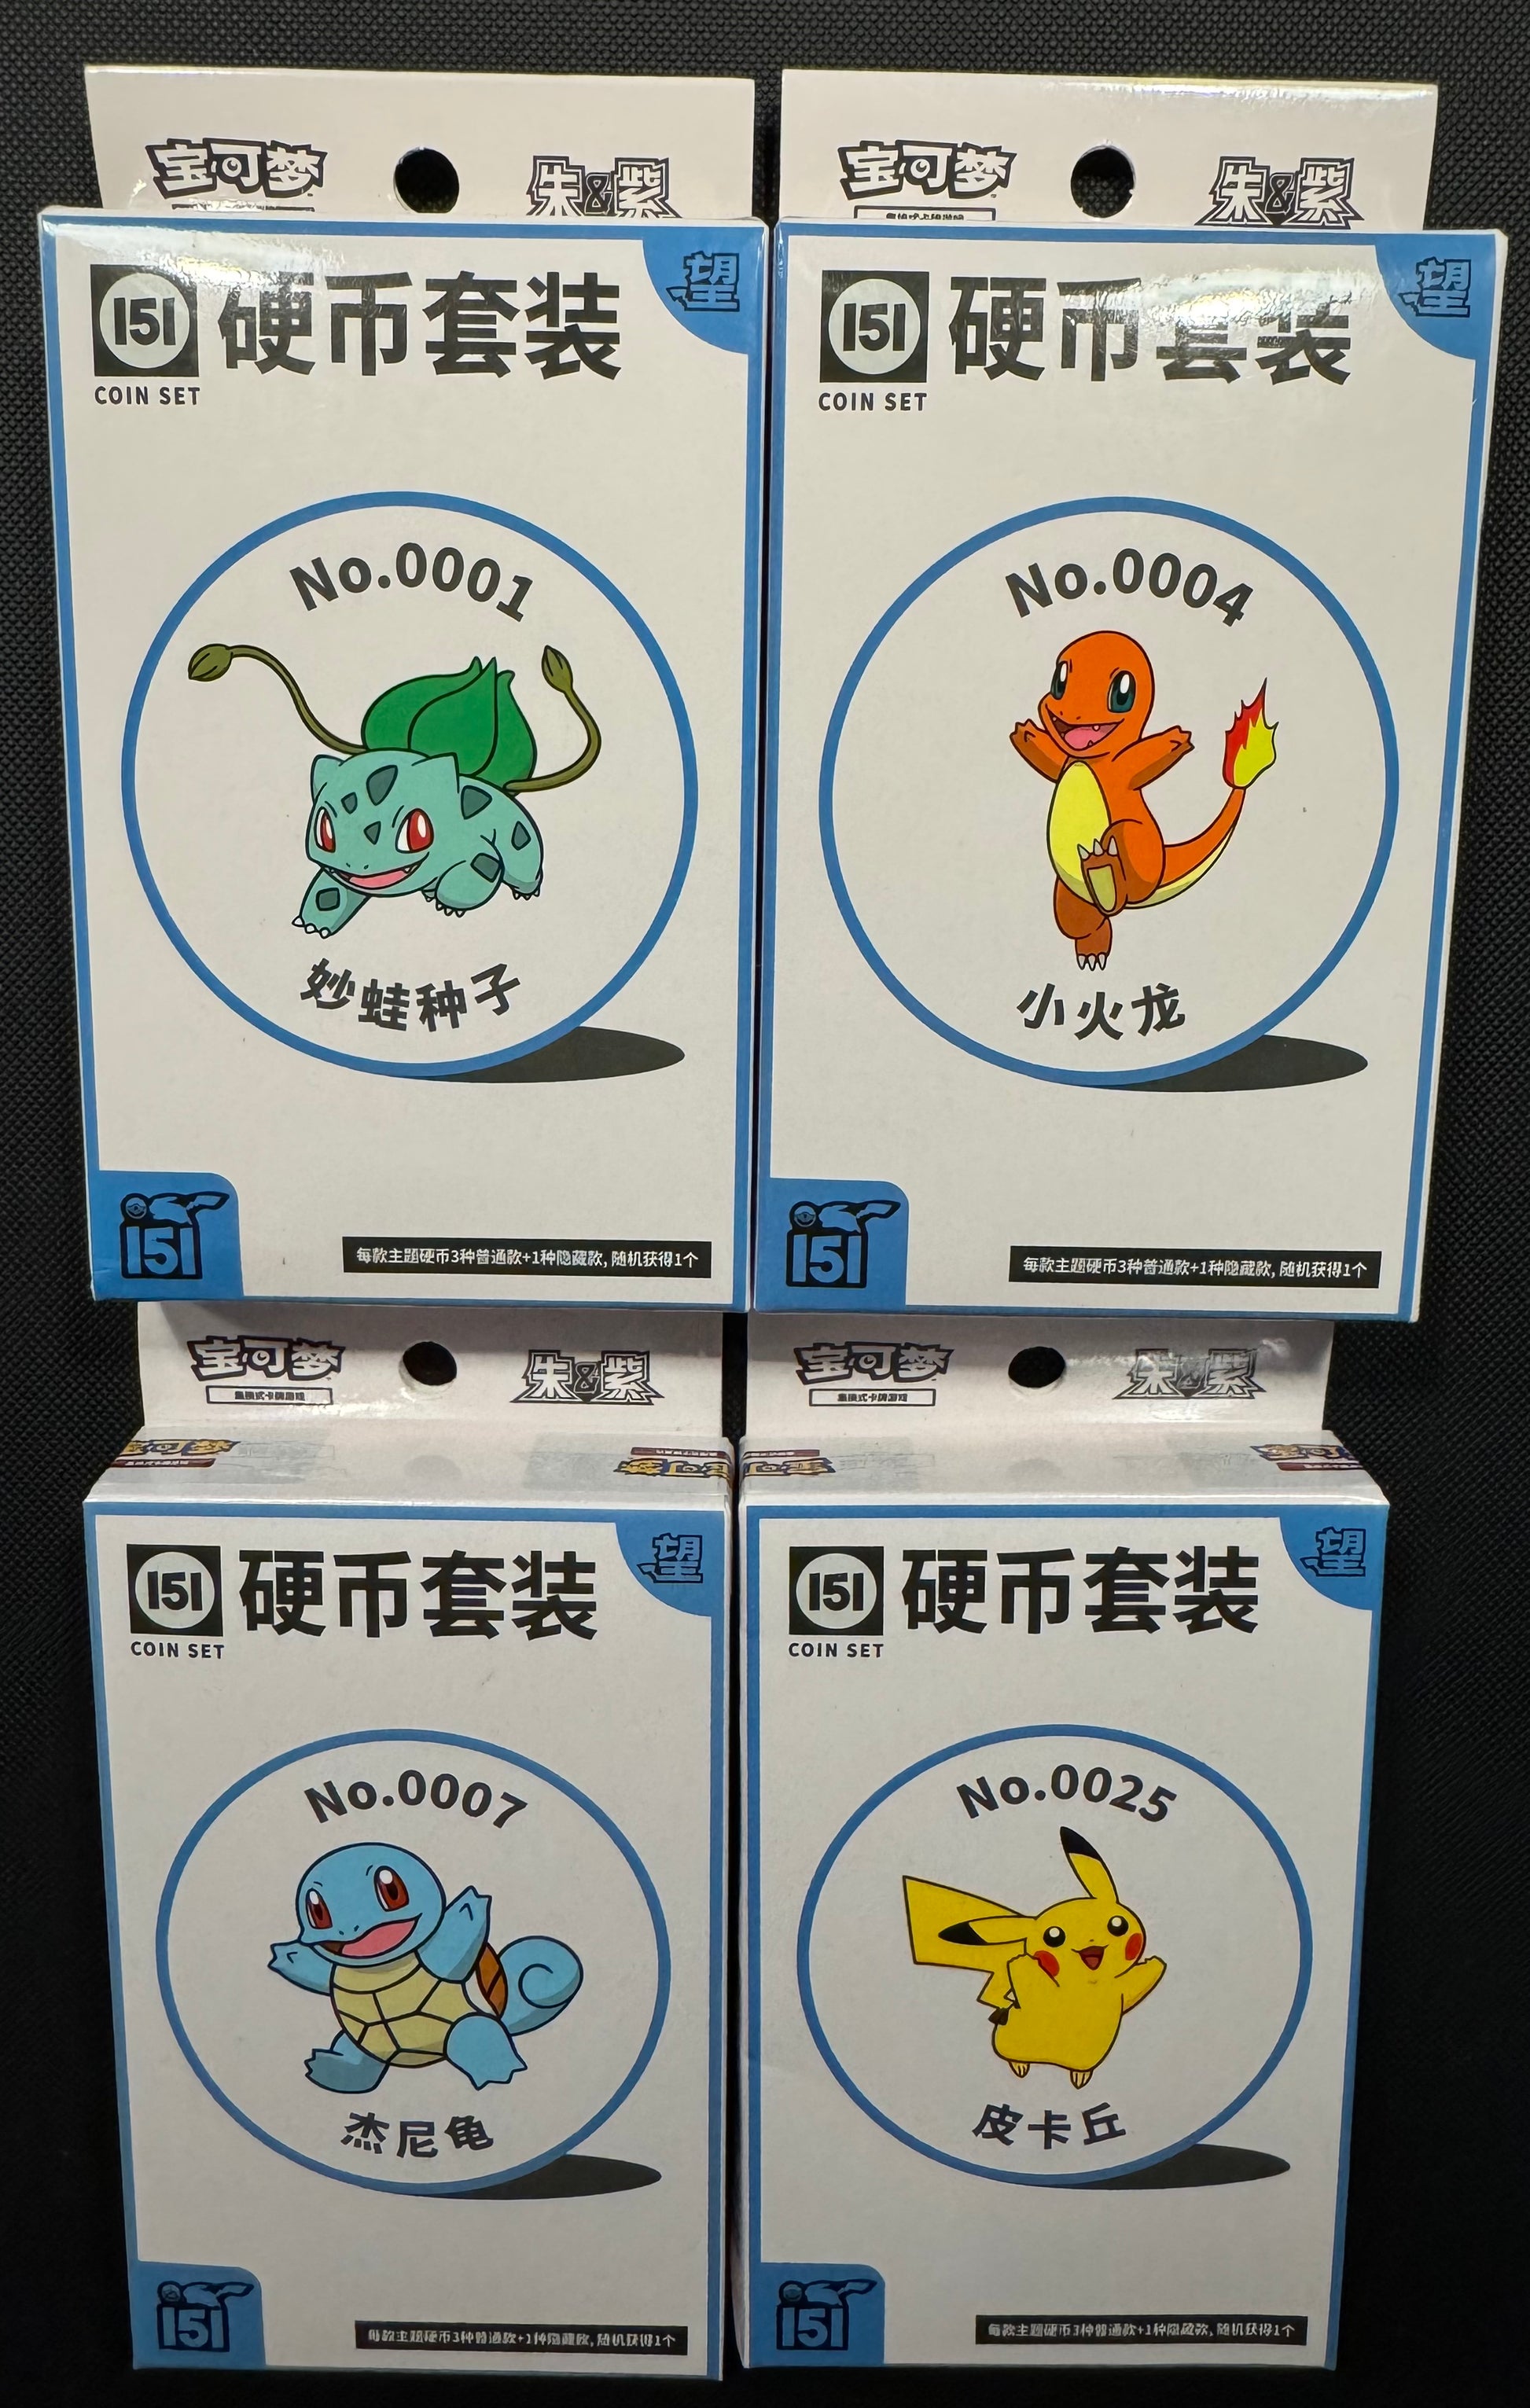 宝可梦
朱&紫
151 硬币套装
COIN SET
望
No.0001
妙蛙种子
151
每款主题硬币3种普通款+1种隐藏款,随机获得1个
宝可梦
朱&紫
151 硬币套装
COIN SET
望
No.0004
小火龙
151
每款主题硬币3种普通款+1种隐藏款,随机获得1个
宝可梦
集换式卡牌游戏
朱&紫
宝可梦
151 硬币套装
COIN SET
望
No.0007
杰尼龟
151
每款主题硬币3种普通款+1种隐藏款,随机获得1个
宝可梦
集换式卡牌游戏
朱&紫
151 硬币套装
COIN SET
望
No.0025
皮卡丘
151
每款主题硬币3种普通款+1种隐藏款,随机获得1个